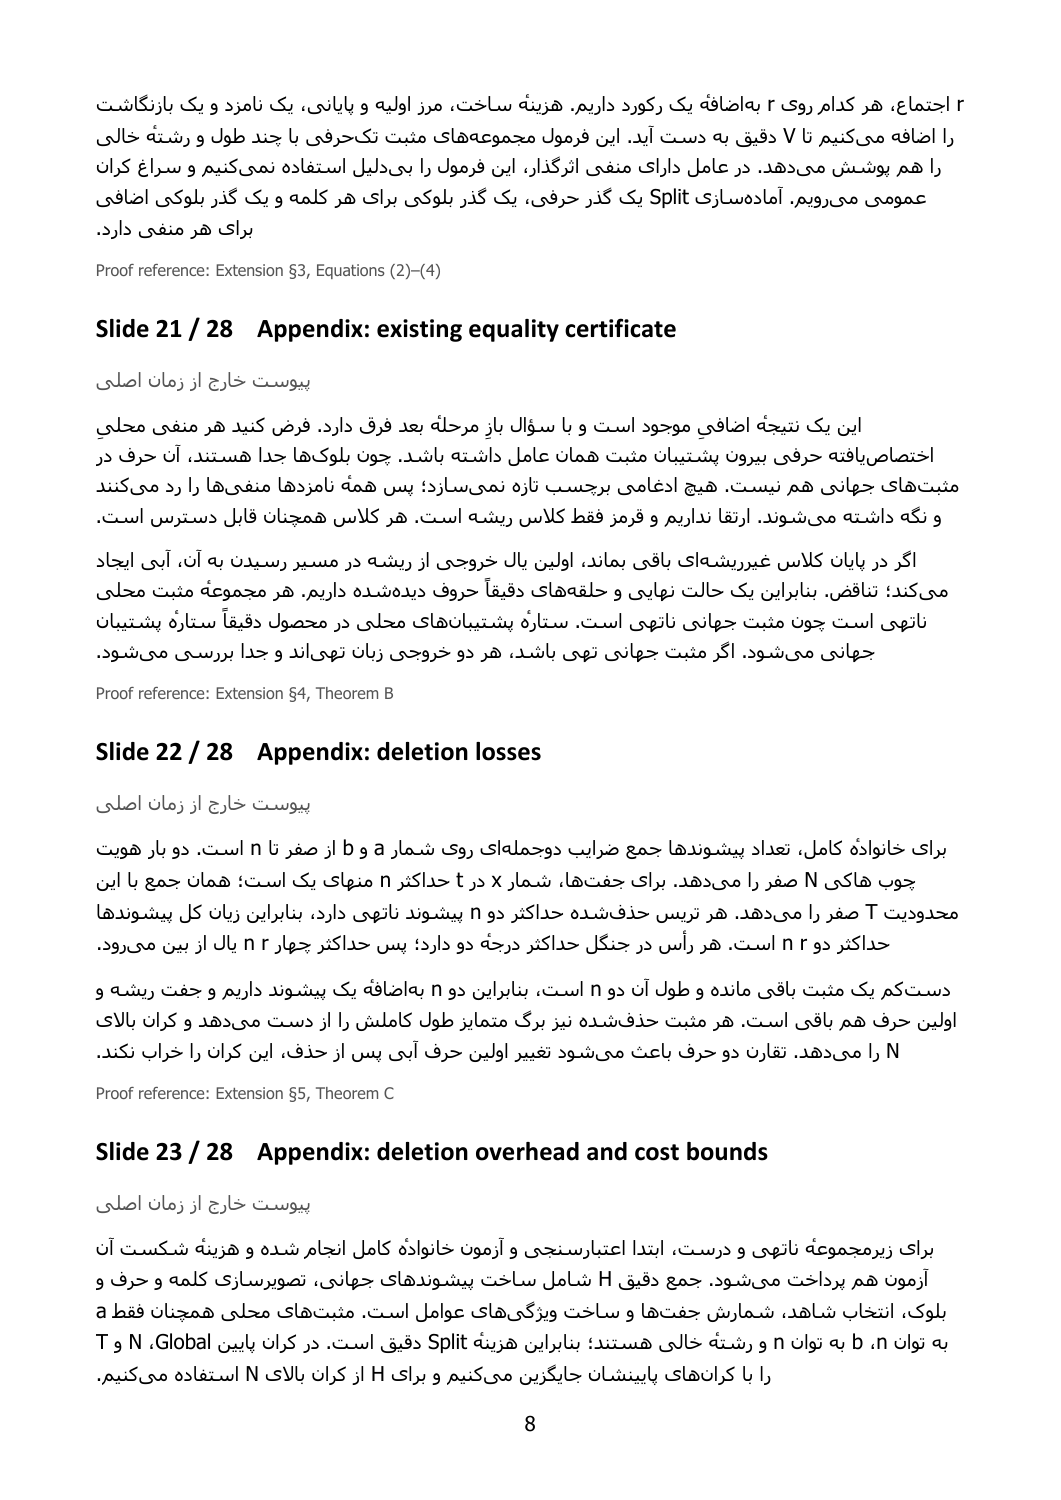 r اجتماع، هر کدام روی r به‌اضافهٔ یک رکورد داریم. هزینهٔ ساخت، مرز اولیه و پایانی، یک نامزد و یک بازنگاشت
را اضافه می‌کنیم تا V دقیق به دست آید. این فرمول مجموعه‌های مثبت تک‌حرفی با چند طول و رشتهٔ خالی
را هم پوشش می‌دهد. در عامل دارای منفی اثرگذار، این فرمول را بی‌دلیل استفاده نمی‌کنیم و سراغ کران
عمومی می‌رویم. آماده‌سازی Split یک گذر حرفی، یک گذر بلوکی برای هر کلمه و یک گذر بلوکی اضافی
برای هر منفی دارد.
Proof reference: Extension §3, Equations (2)–(4)
Slide 21 / 28 Appendix: existing equality certificate
پیوست خارج از زمان اصلی
این یک نتیجهٔ اضافیِ موجود است و با سؤال بازِ مرحلهٔ بعد فرق دارد. فرض کنید هر منفی محلیِ
اختصاص‌یافته حرفی بیرون پشتیبان مثبت همان عامل داشته باشد. چون بلوک‌ها جدا هستند، آن حرف در
مثبت‌های جهانی هم نیست. هیچ ادغامی برچسب تازه نمی‌سازد؛ پس همهٔ نامزدها منفی‌ها را رد می‌کنند
و نگه داشته می‌شوند. ارتقا نداریم و قرمز فقط کلاس ریشه است. هر کلاس همچنان قابل دسترس است.
اگر در پایان کلاس غیرریشه‌ای باقی بماند، اولین یال خروجی از ریشه در مسیر رسیدن به آن، آبی ایجاد
می‌کند؛ تناقض. بنابراین یک حالت نهایی و حلقه‌های دقیقاً حروف دیده‌شده داریم. هر مجموعهٔ مثبت محلی
ناتهی است چون مثبت جهانی ناتهی است. ستارهٔ پشتیبان‌های محلی در محصول دقیقاً ستارهٔ پشتیبان
جهانی می‌شود. اگر مثبت جهانی تهی باشد، هر دو خروجی زبان تهی‌اند و جدا بررسی می‌شود.
Proof reference: Extension §4, Theorem B
Slide 22 / 28 Appendix: deletion losses
پیوست خارج از زمان اصلی
برای خانوادهٔ کامل، تعداد پیشوندها جمع ضرایب دوجمله‌ای روی شمار a و b از صفر تا n است. دو بار هویت
چوب هاکی N صفر را می‌دهد. برای جفت‌ها، شمار x در t حداکثر n منهای یک است؛ همان جمع با این
محدودیت T صفر را می‌دهد. هر تریس حذف‌شده حداکثر دو n پیشوند ناتهی دارد، بنابراین زیان کل پیشوندها
حداکثر دو n r است. هر رأس در جنگل حداکثر درجهٔ دو دارد؛ پس حداکثر چهار n r یال از بین می‌رود.
دست‌کم یک مثبت باقی مانده و طول آن دو n است، بنابراین دو n به‌اضافهٔ یک پیشوند داریم و جفت ریشه و
اولین حرف هم باقی است. هر مثبت حذف‌شده نیز برگ متمایز طول کاملش را از دست می‌دهد و کران بالای
N را می‌دهد. تقارن دو حرف باعث می‌شود تغییر اولین حرف آبی پس از حذف، این کران را خراب نکند.
Proof reference: Extension §5, Theorem C
Slide 23 / 28 Appendix: deletion overhead and cost bounds
پیوست خارج از زمان اصلی
برای زیرمجموعهٔ ناتهی و درست، ابتدا اعتبارسنجی و آزمون خانوادهٔ کامل انجام شده و هزینهٔ شکست آن
آزمون هم پرداخت می‌شود. جمع دقیق H شامل ساخت پیشوندهای جهانی، تصویرسازی کلمه و حرف و
بلوک، انتخاب شاهد، شمارش جفت‌ها و ساخت ویژگی‌های عوامل است. مثبت‌های محلی همچنان فقط a
به توان n، b به توان n و رشتهٔ خالی هستند؛ بنابراین هزینهٔ Split دقیق است. در کران پایین Global، N و T
را با کران‌های پایینشان جایگزین می‌کنیم و برای H از کران بالای N استفاده می‌کنیم.
8